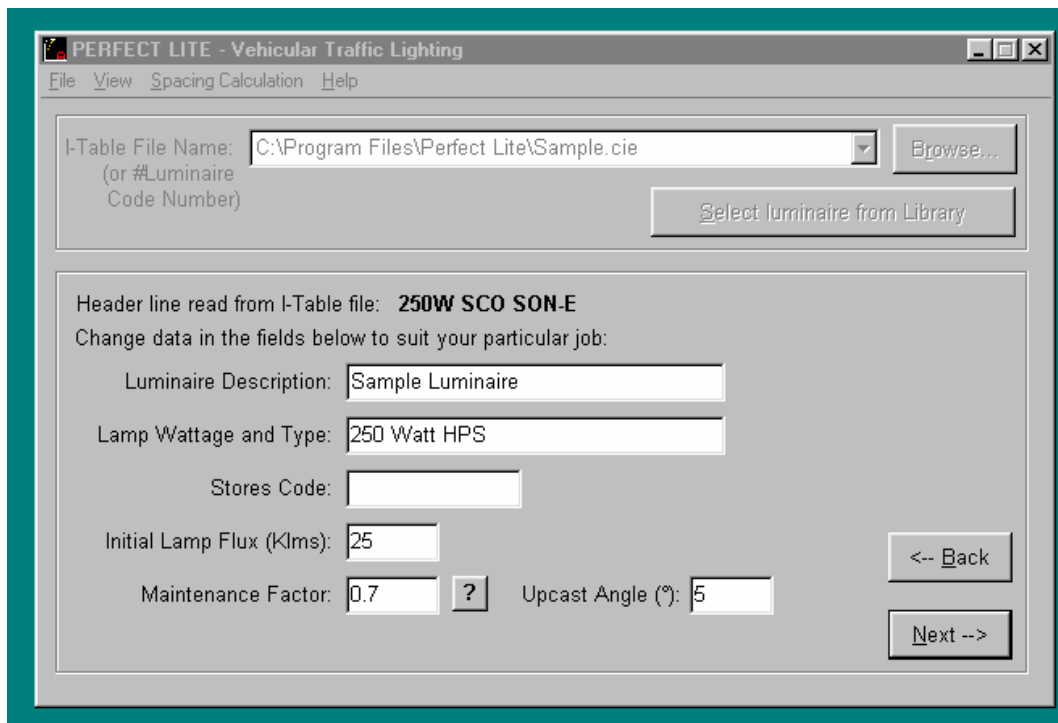 PERFECT LITE - Vehicular Traffic Lighting
File View Spacing Calculation Help
I-Table File Name: C:\Program Files\Perfect Lite\Sample.cie Browse...
(or #Luminaire
Code Number)
Select luminaire from Library
Header line read from I-Table file: 250W SCO SON-E
Change data in the fields below to suit your particular job:
Luminaire Description: Sample Luminaire
Lamp Wattage and Type: 250 Watt HPS
Stores Code:
Initial Lamp Flux (Klms): 25
<-- Back
Maintenance Factor: 0.7 ? Upcast Angle (º): 5
Next -->